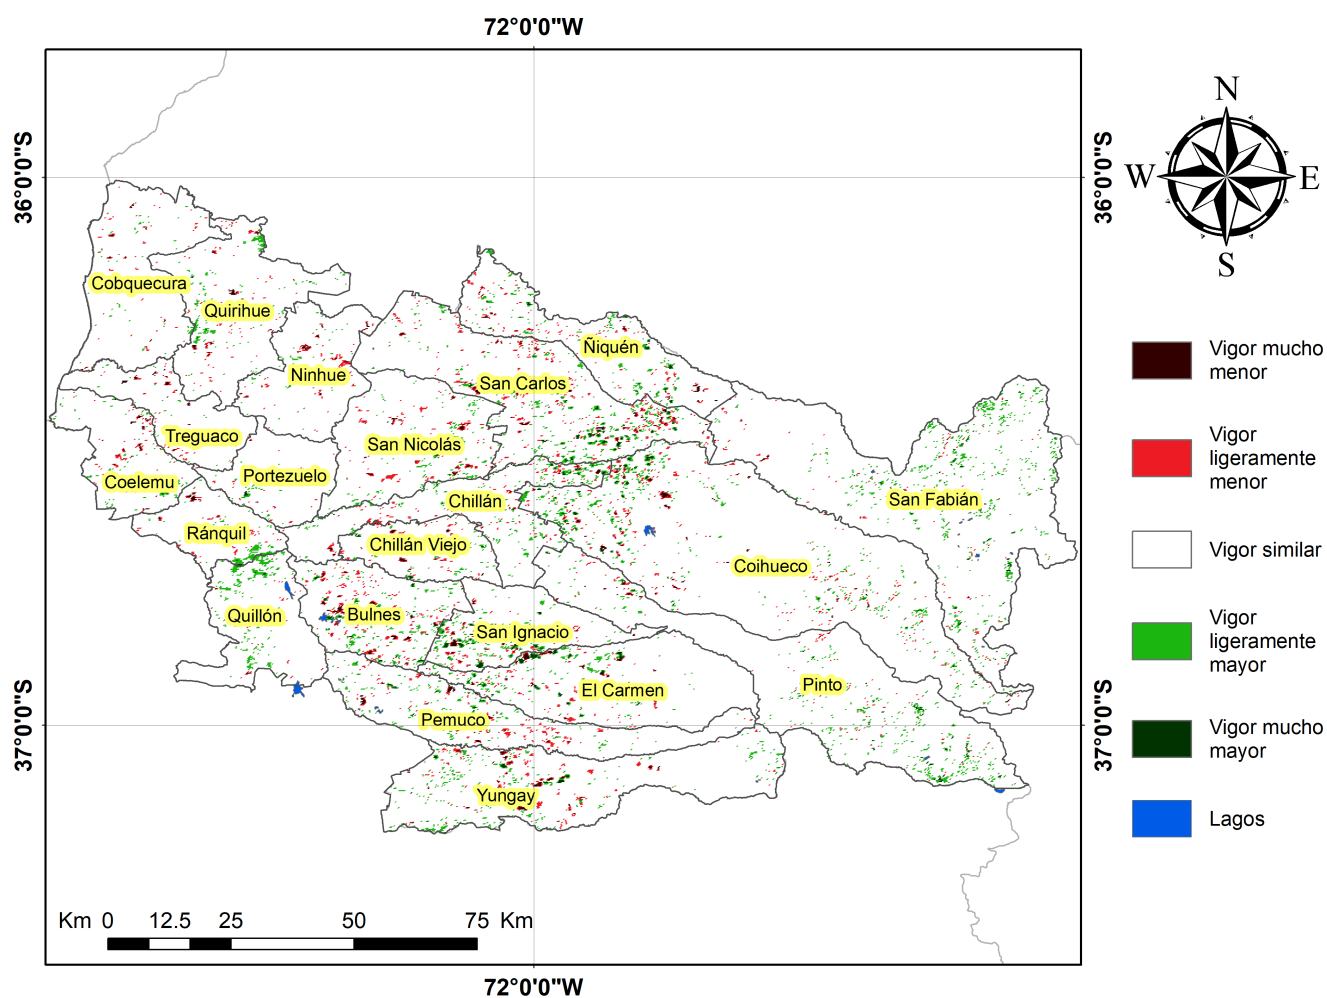 72°0'0"W
N
36°0'0"S
36°0'0"S
W
E
S
Cobquecura
Quirihue
Ñiquén
Vigor mucho
menor
Ninhue
San Carlos
Treguaco
San Nicolás
Vigor
ligeramente
menor
Coelemu
Portezuelo
Chillán
San Fabián
Ránquil
Chillán Viejo
Coihueco
Vigor similar
Quillón
Bulnes
San Ignacio
Vigor
ligeramente
mayor
El Carmen
Pinto
Pemuco
37°0'0"S
37°0'0"S
Vigor mucho
mayor
Yungay
Lagos
Km 0 12.5 25 50 75 Km
72°0'0"W